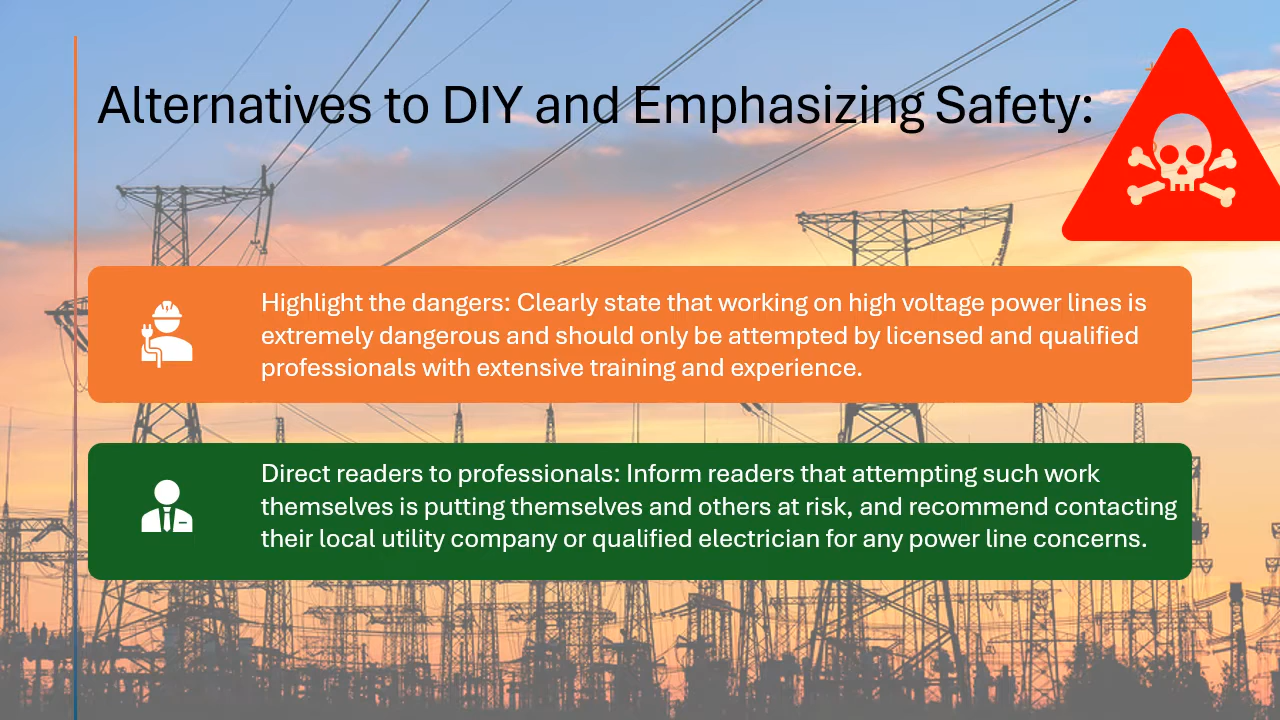 Alternatives to DIY and Emphasizing Safety:
Highlight the dangers: Clearly state that working on high voltage power lines is
extremely dangerous and should only be attempted by licensed and qualified
professionals with extensive training and experience.
Direct readers to professionals: Inform readers that attempting such work
themselves is putting themselves and others at risk, and recommend contacting
their local utility company or qualified electrician for any power line concerns.